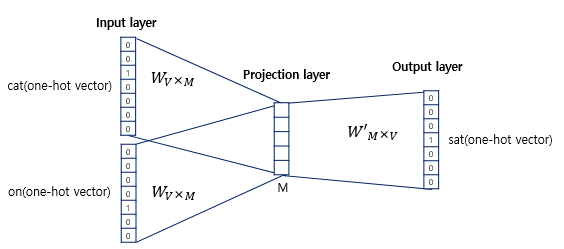 Input layer
0
0
1
0
0
0
0
cat(one-hot vector)
W_{V×M}
Projection layer
Output layer
0
0
0
1
0
0
0
sat(one-hot vector)
W'_{M×V}
M
0
0
0
0
1
0
0
on(one-hot vector)
W_{V×M}